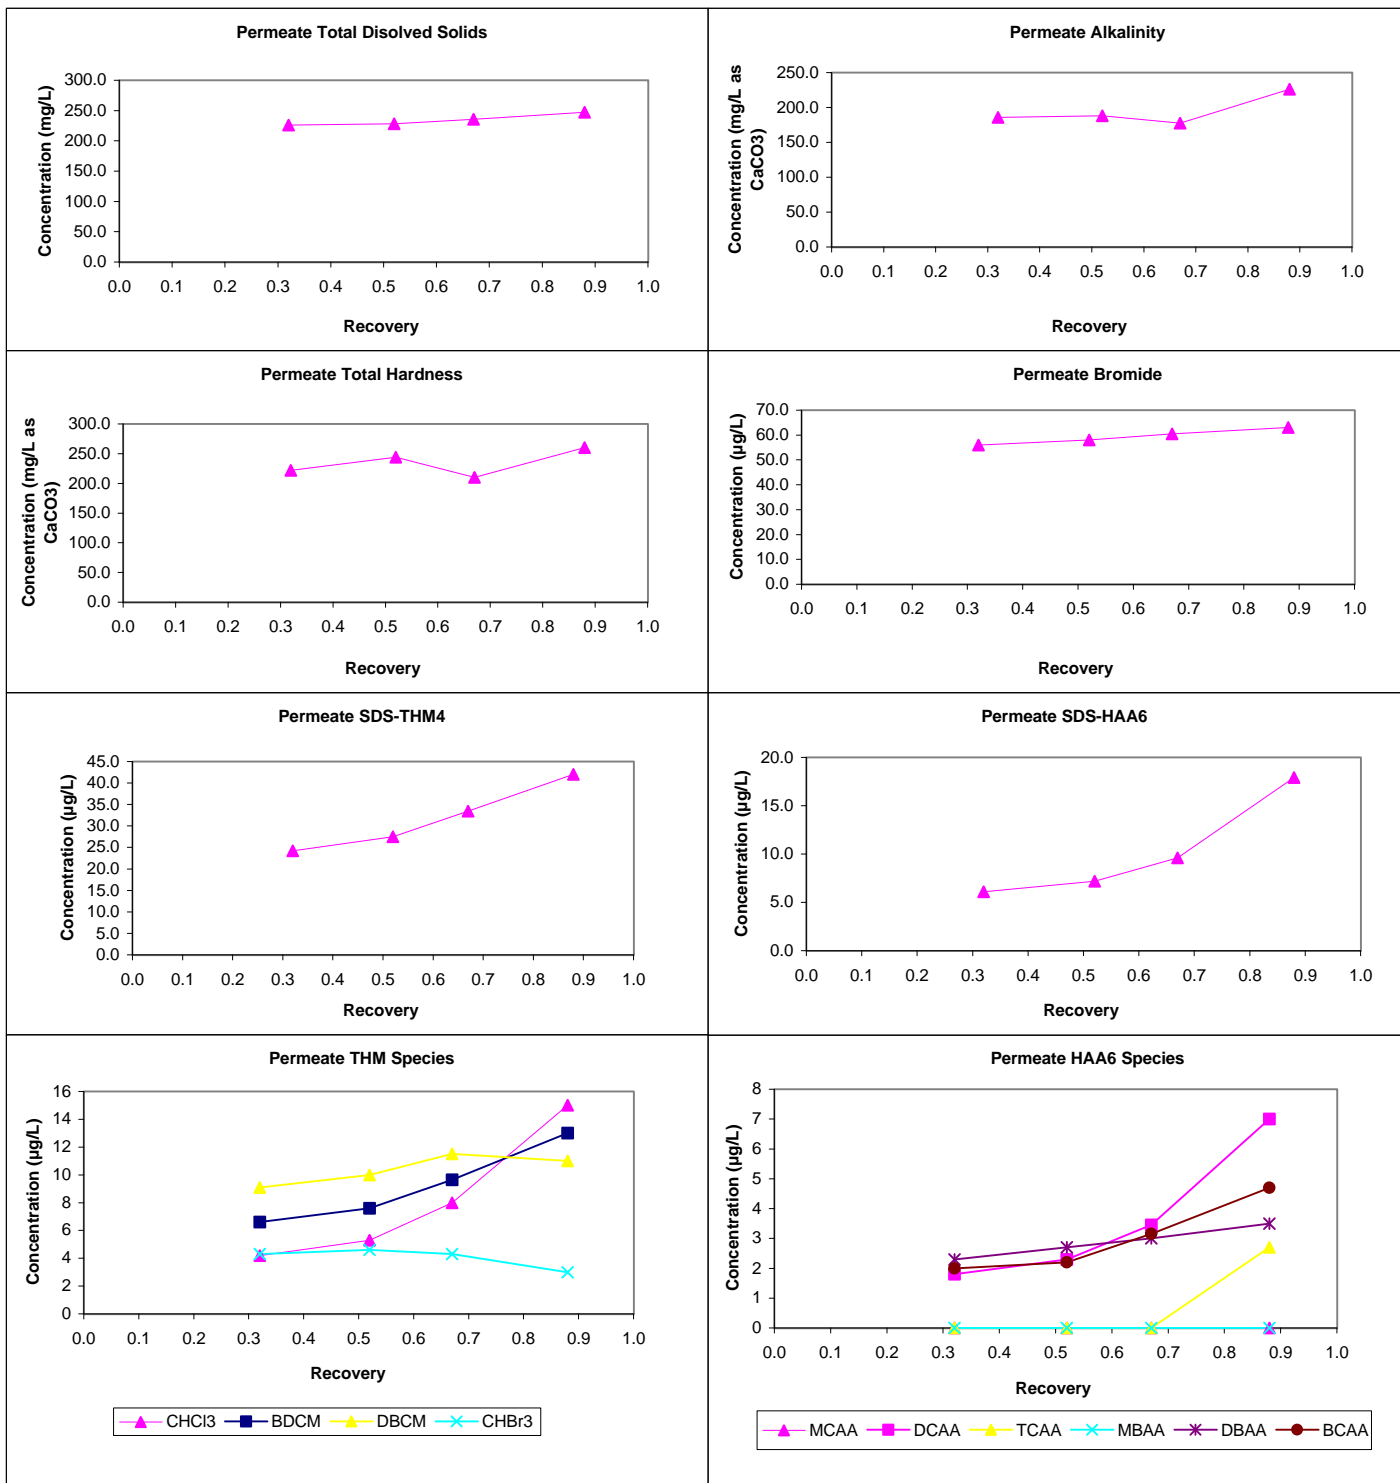 Permeate Total Disolved Solids
Concentration (mg/L)
300.0
250.0
200.0
150.0
100.0
50.0
0.0
0.0 0.1 0.2 0.3 0.4 0.5 0.6 0.7 0.8 0.9 1.0
Recovery
Permeate Alkalinity
Concentration (mg/L as
CaCO3)
250.0
200.0
150.0
100.0
50.0
0.0
0.0 0.1 0.2 0.3 0.4 0.5 0.6 0.7 0.8 0.9 1.0
Recovery
Permeate Total Hardness
Concentration (mg/L as
CaCO3)
300.0
250.0
200.0
150.0
100.0
50.0
0.0
0.0 0.1 0.2 0.3 0.4 0.5 0.6 0.7 0.8 0.9 1.0
Recovery
Permeate Bromide
Concentration (µg/L)
70.0
60.0
50.0
40.0
30.0
20.0
10.0
0.0
0.0 0.1 0.2 0.3 0.4 0.5 0.6 0.7 0.8 0.9 1.0
Recovery
Permeate SDS-THM4
Concentration (µg/L)
45.0
40.0
35.0
30.0
25.0
20.0
15.0
10.0
5.0
0.0
0.0 0.1 0.2 0.3 0.4 0.5 0.6 0.7 0.8 0.9 1.0
Recovery
Permeate SDS-HAA6
Concentration (µg/L)
20.0
15.0
10.0
5.0
0.0
0.0 0.1 0.2 0.3 0.4 0.5 0.6 0.7 0.8 0.9 1.0
Recovery
Permeate THM Species
Concentration (µg/L)
16
14
12
10
8
6
4
2
0
0.0 0.1 0.2 0.3 0.4 0.5 0.6 0.7 0.8 0.9 1.0
Recovery
CHCl3 BDCM DBCM CHBr3
Permeate HAA6 Species
Concentration (µg/L)
8
7
6
5
4
3
2
1
0
0.0 0.1 0.2 0.3 0.4 0.5 0.6 0.7 0.8 0.9 1.0
Recovery
MCAA DCAA TCAA MBAA DBAA BCAA